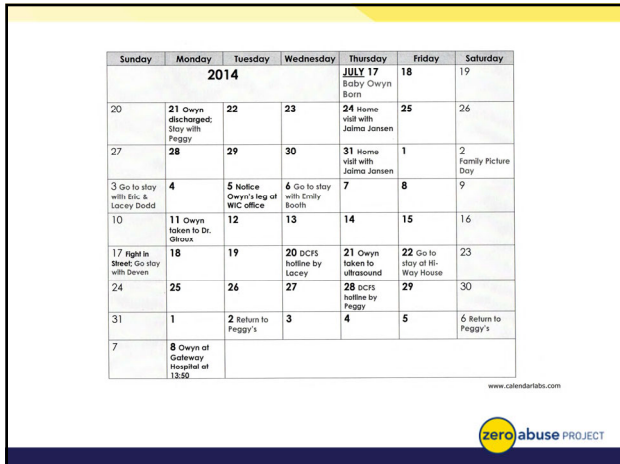 Sunday Monday Tuesday Wednesday Thursday Friday Saturday
2014
JULY 17
Baby Owyn
Born
18
19
20
21 Owyn
discharged;
Stay with
Peggy
22
23
24 Home
visit with
Jaima Jansen
25
26
27
28
29
30
31 Home
visit with
Jaima Jansen
1
2
Family Picture
Day
3 Go to stay
with Eric &
Lacey Dodd
4
5 Notice
Owyn's leg at
WIC office
6 Go to stay
with Emily
Booth
7
8
9
10
11 Owyn
taken to Dr.
Giroux
12
13
14
15
16
17 Fight in
Street; Go stay
with Deven
18
19
20 DCFS
hotline by
Lacey
21 Owyn
taken to
ultrasound
22 Go to
stay at Hi-
Way House
23
24
25
26
27
28 DCFS
hotline by
Peggy
29
30
31
1
2 Return to
Peggy's
3
4
5
6 Return to
Peggy's
7
8 Owyn at
Gateway
Hospital at
13:50
www.calendarlabs.com
zero abuse PROJECT